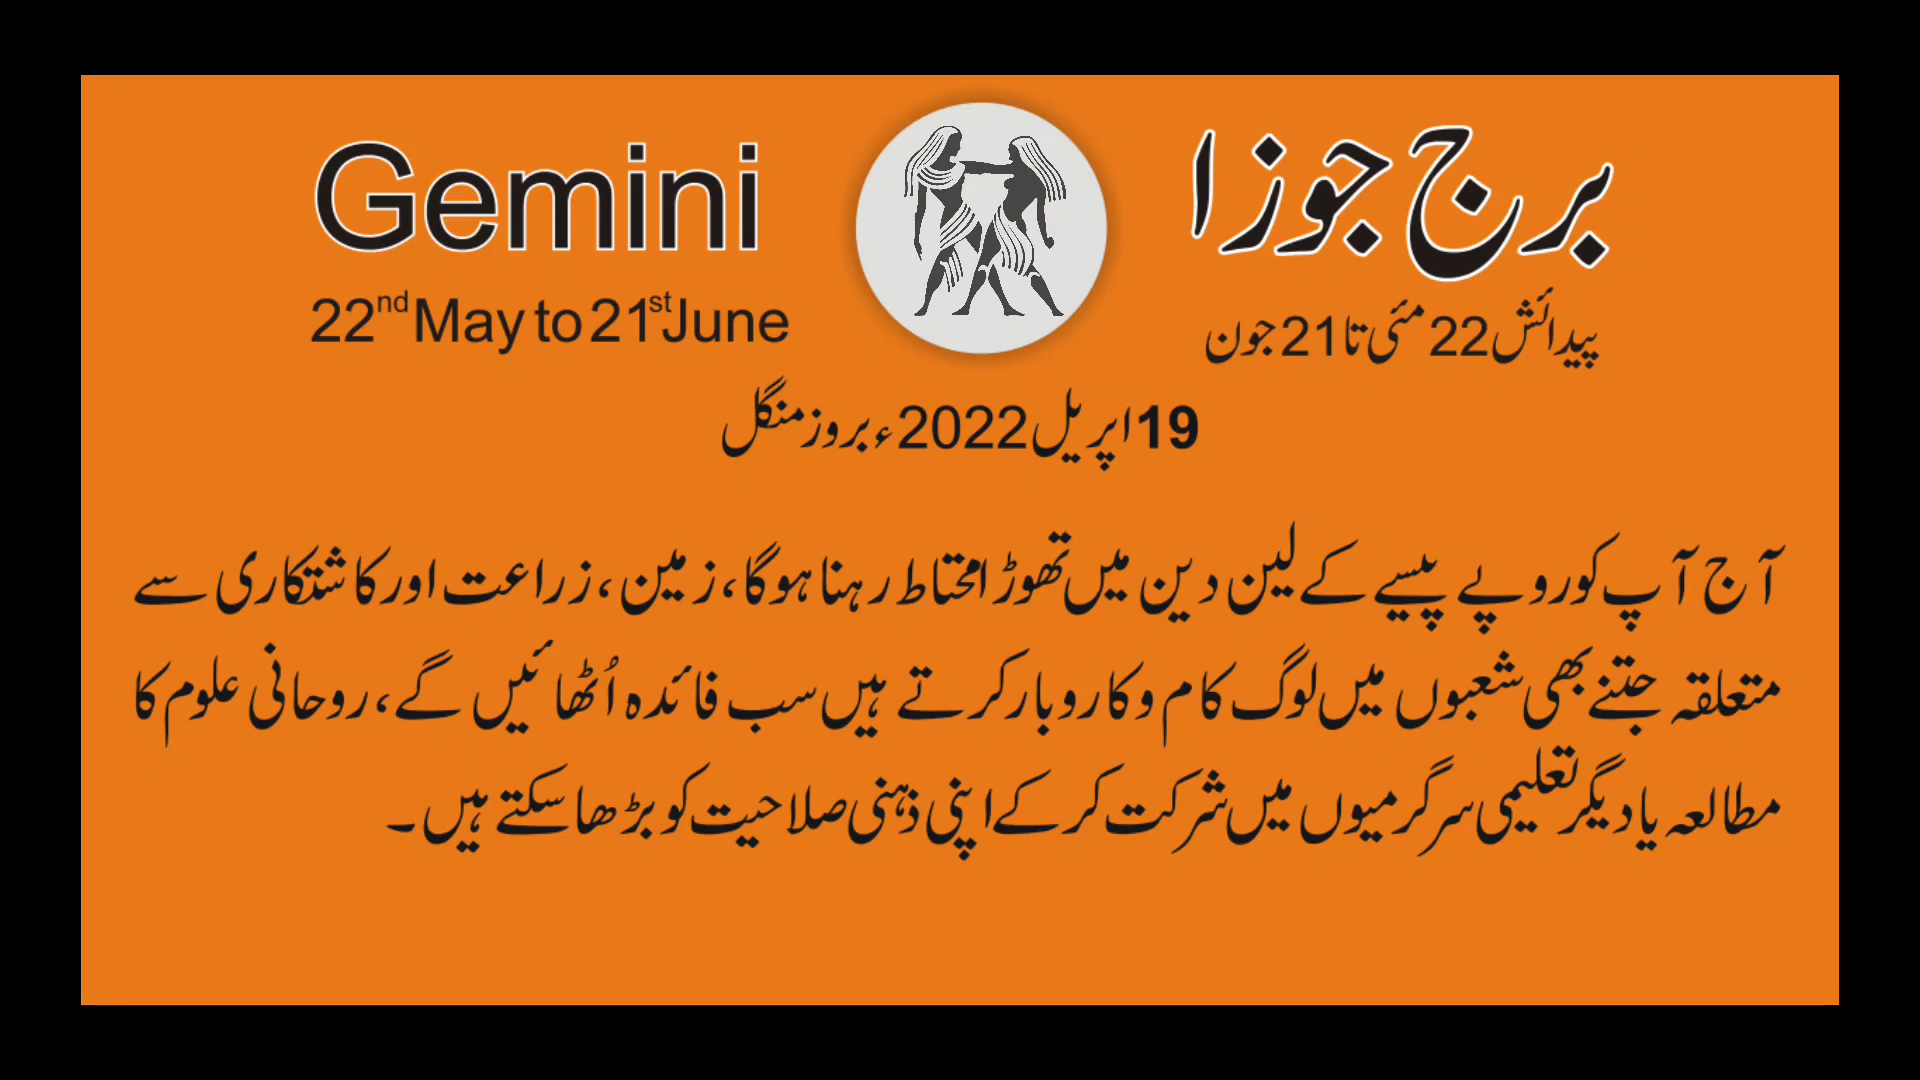 Gemini
برج جوزا
22nd May to 21st June
پیدائش 22 مئی تا 21 جون
19 اپریل 2022ء بروز منگل
آج آپ کو روپے پیسے کے لین دین میں تھوڑا محتاط رہنا ہوگا، زمین، زراعت اور کاشتکاری سے
متعلقہ جتنے بھی شعبوں میں لوگ کام و کاروبار کرتے ہیں سب فائدہ اُٹھائیں گے، روحانی علوم کا
مطالعہ یا دیگر تعلیمی سرگرمیوں میں شرکت کر کے اپنی ذہنی صلاحیت کو بڑھا سکتے ہیں۔